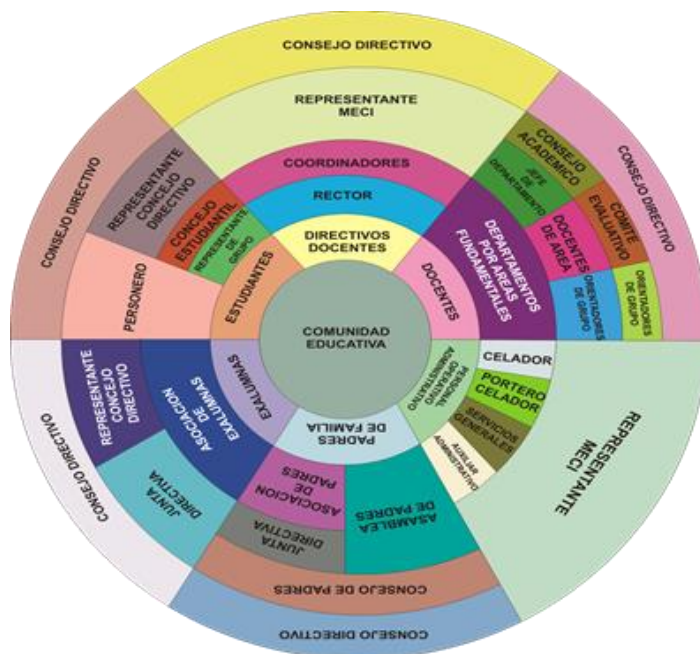 CONSEJO DIRECTIVO
REPRESENTANTE
MECI
COORDINADORES
RECTOR
DIRECTIVOS
DOCENTES
CONSEJO DIRECTIVO
CONSEJO
ACADEMICO
JEFE
DE
DEPARTAMENTO
COMITE
EVALUATIVO
DOCENTES
DE AREA
ORIENTADORES
DE GRUPO
ORIENTADORES
DE GRUPO
DEPARTAMENTOS
POR AREAS
FUNDAMENTALES
DOCENTES
CONSEJO DIRECTIVO
REPRESENTANTE
CONCEJO
DIRECTIVO
CONCEJO
ESTUDIANTIL
REPRESENTANTE
DE
GRUPO
PERSONERO
ESTUDIANTES
COMUNIDAD
EDUCATIVA
PERSONAL
OPERATIVO
ADMINISTRATIVO
CELADOR
PORTERO
CELADOR
SERVICIOS
GENERALES
AUXILIAR
ADMINISTRATIVO
REPRESENTANTE
MECI
EXALUMNAS
ASOCIACION
DE
EXALUMNAS
REPRESENTANTE
CONCEJO
DIRECTIVO
JUNTA
DIRECTIVA
CONSEJO DIRECTIVO
PADRES
DE FAMILIA
ASOCIACION
DE
PADRES
JUNTA
DIRECTIVA
ASAMBLEA
DE PADRES
CONSEJO DE PADRES
CONSEJO DIRECTIVO